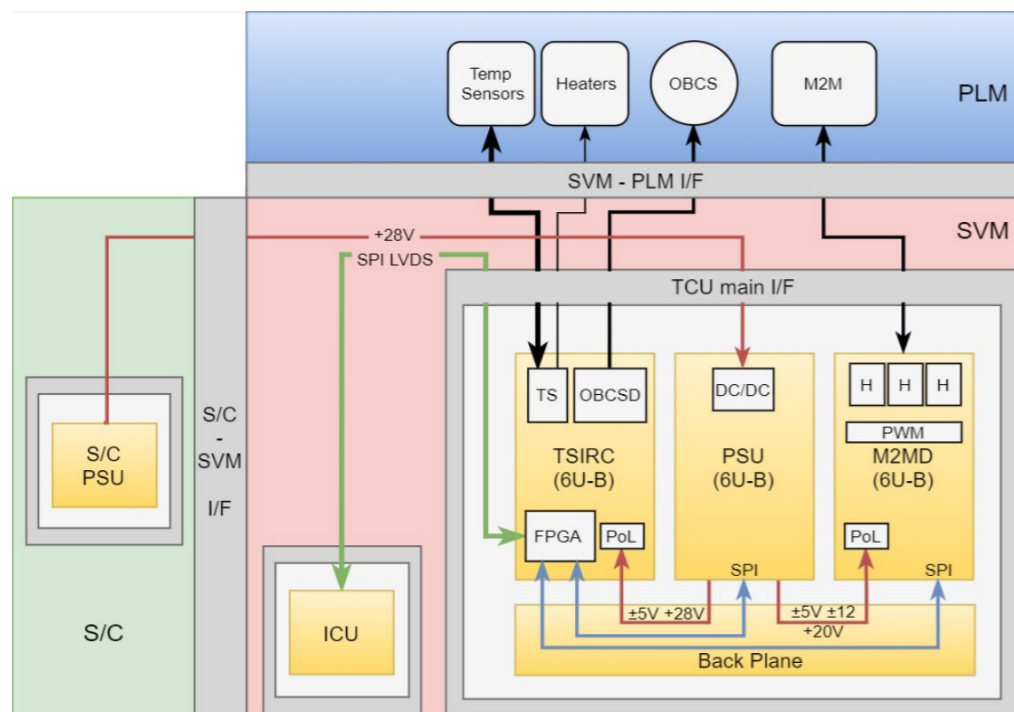 Temp
Sensors
Heaters
OBCS
M2M
PLM
SVM - PLM I/F
SVM
+28V
SPI LVDS
TCU main I/F
S/C
-
SVM
I/F
S/C
PSU
TS
OBCSD
TSIRC
(6U-B)
FPGA
PoL
DC/DC
PSU
(6U-B)
SPI
H
H
H
PWM
M2MD
(6U-B)
PoL
SPI
±5V +28V
±5V ±12
+20V
Back Plane
ICU
S/C